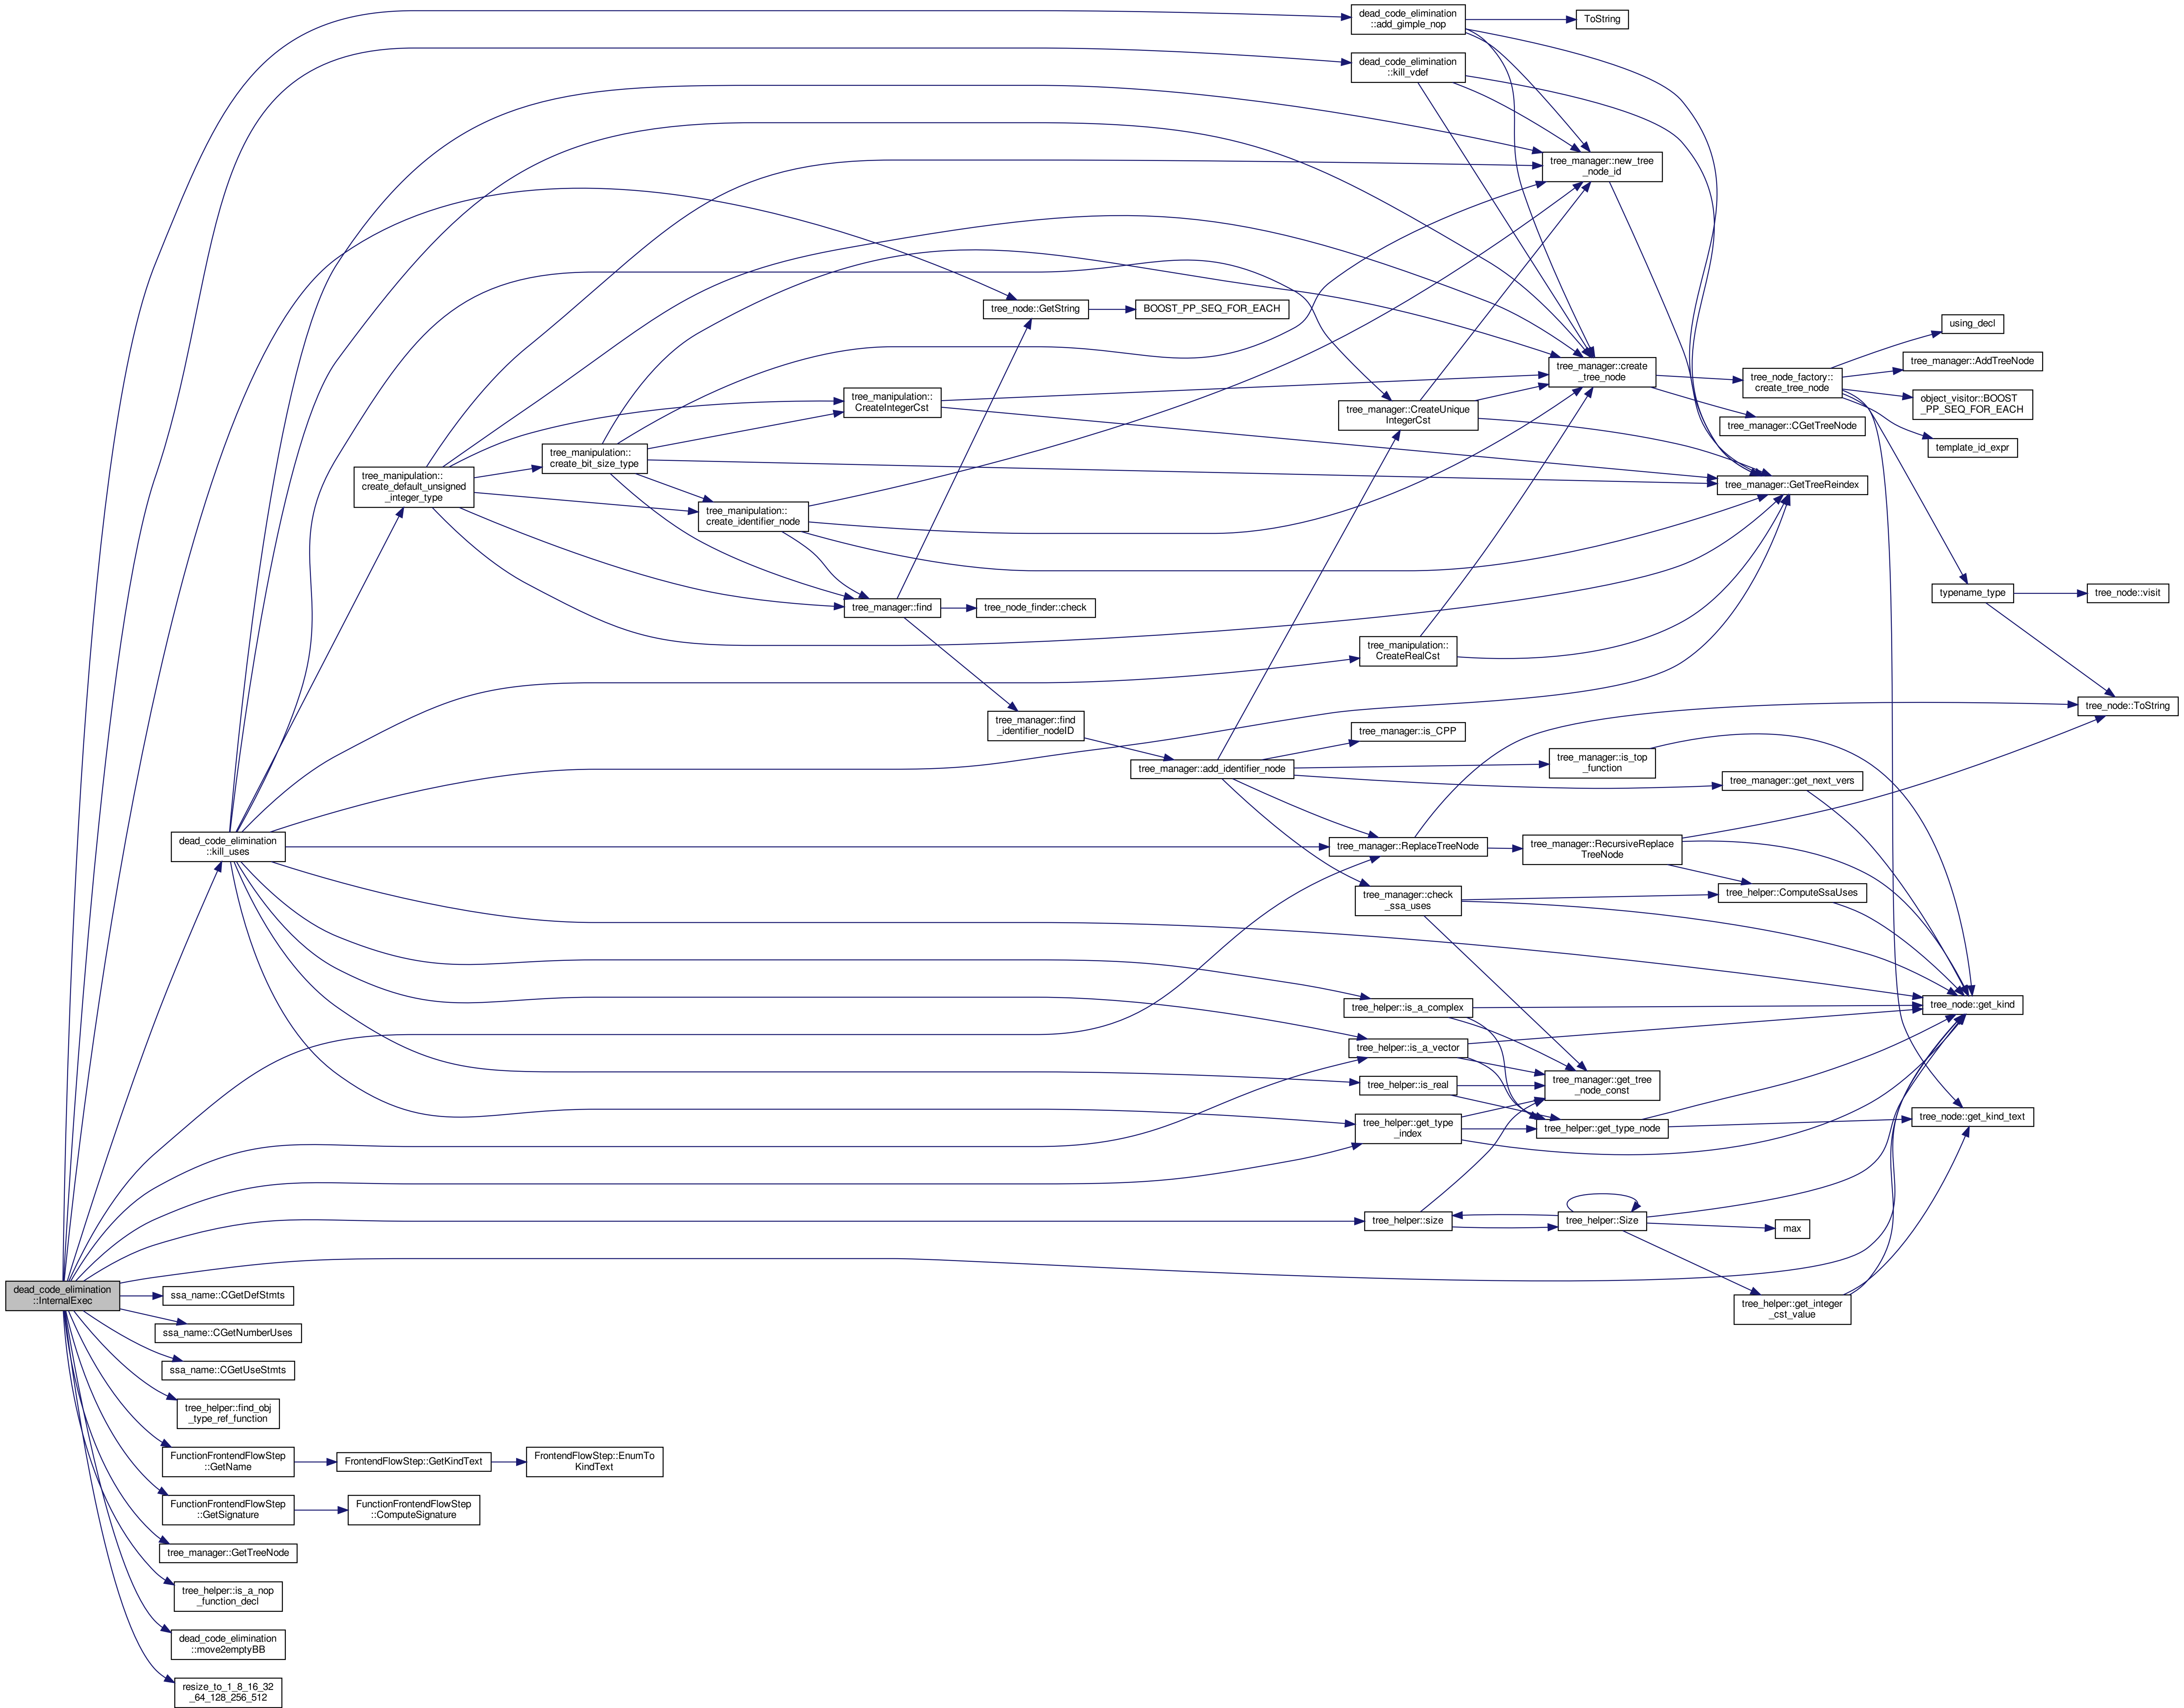 dead_code_elimination
::InternalExec
dead_code_elimination
::add_gimple_nop
ToString
dead_code_elimination
::kill_vdef
tree_manager::new_tree
_node_id
tree_node::GetString
BOOST_PP_SEQ_FOR_EACH
using_decl
tree_manager::AddTreeNode
tree_manager::create
_tree_node
tree_node_factory::
create_tree_node
object_visitor::BOOST
_PP_SEQ_FOR_EACH
tree_manipulation::
CreateIntegerCst
tree_manager::CreateUnique
IntegerCst
tree_manager::CGetTreeNode
template_id_expr
tree_manipulation::
create_bit_size_type
tree_manipulation::
create_default_unsigned
_integer_type
tree_manager::GetTreeReindex
tree_manipulation::
create_identifier_node
tree_manager::find
tree_node_finder::check
typename_type
tree_node::visit
tree_manipulation::
CreateRealCst
tree_node::ToString
tree_manager::find
_identifier_nodeID
tree_manager::is_CPP
tree_manager::add_identifier_node
tree_manager::is_top
_function
tree_manager::get_next_vers
dead_code_elimination
::kill_uses
tree_manager::ReplaceTreeNode
tree_manager::RecursiveReplace
TreeNode
tree_manager::check
_ssa_uses
tree_helper::ComputeSsaUses
tree_helper::is_a_complex
tree_node::get_kind
tree_helper::is_a_vector
tree_helper::is_real
tree_manager::get_tree
_node_const
tree_helper::get_type
_index
tree_helper::get_type_node
tree_node::get_kind_text
tree_helper::size
tree_helper::Size
max
tree_helper::get_integer
_cst_value
ssa_name::CGetDefStmts
ssa_name::CGetNumberUses
ssa_name::CGetUseStmts
tree_helper::find_obj
_type_ref_function
FunctionFrontendFlowStep
::GetName
FrontendFlowStep::GetKindText
FrontendFlowStep::EnumTo
KindText
FunctionFrontendFlowStep
::GetSignature
FunctionFrontendFlowStep
::ComputeSignature
tree_manager::GetTreeNode
tree_helper::is_a_nop
_function_decl
dead_code_elimination
::move2emptyBB
resize_to_1_8_16_32
_64_128_256_512